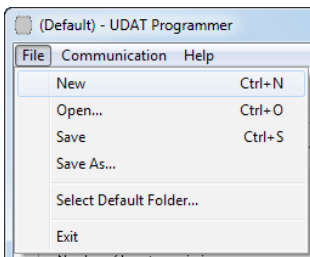 (Default) - UDAT Programmer
File Communication Help
New Ctrl+N
Open... Ctrl+O
Save Ctrl+S
Save As...
Select Default Folder...
Exit